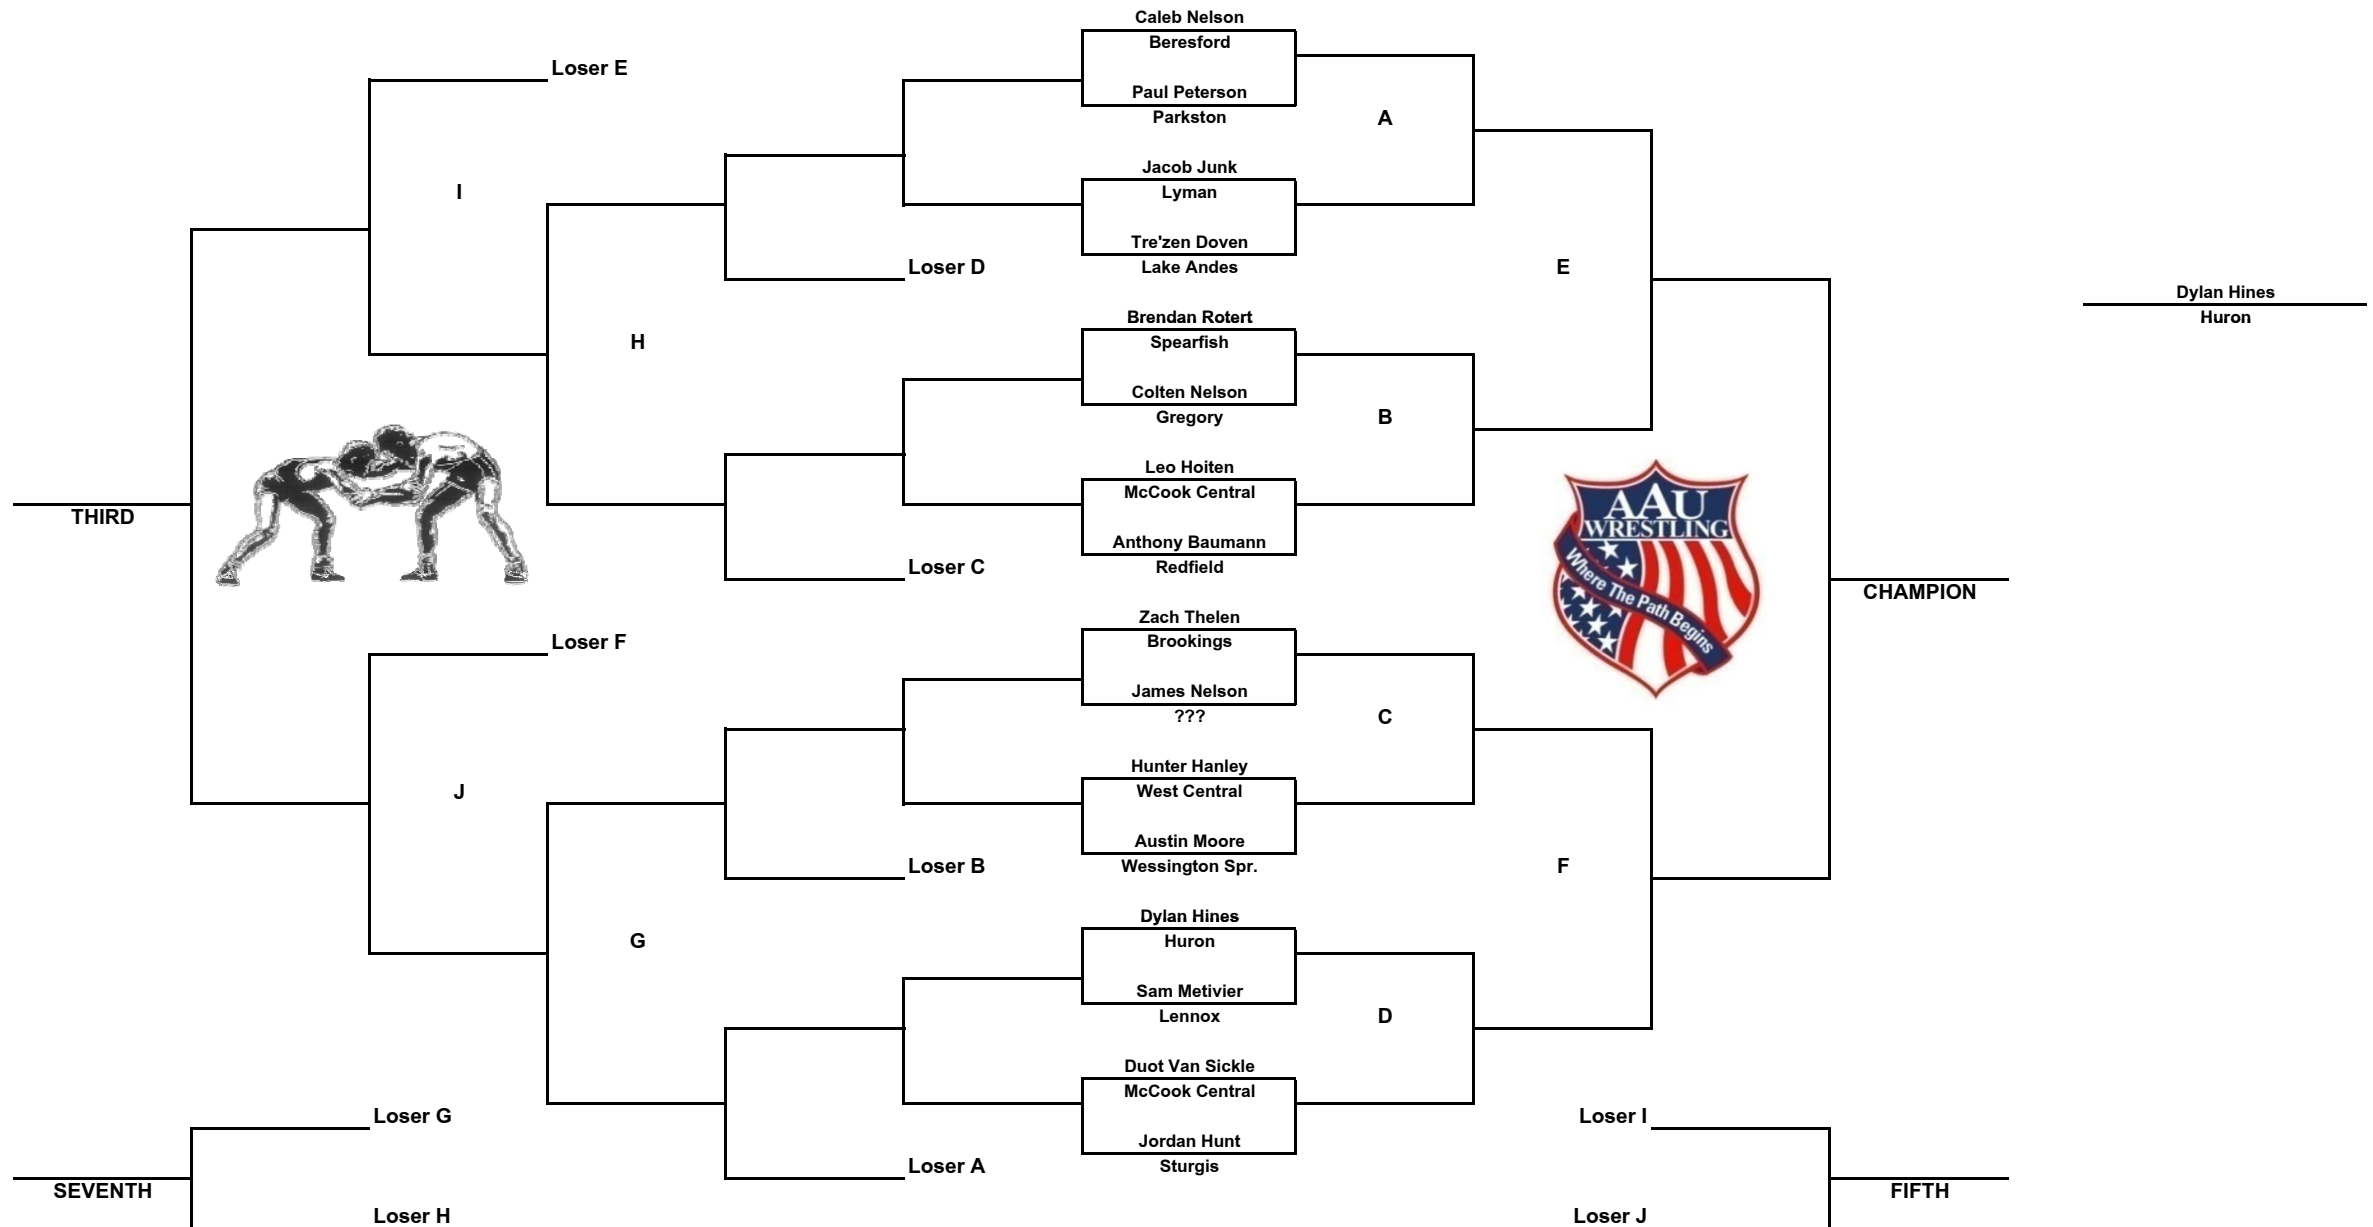 Caleb Nelson
Beresford
Loser E
Paul Peterson
Parkston
A
Jacob Junk
I
Lyman
Tre'zen Doven
Loser D
Lake Andes
E
Dylan Hines
Huron
Brendan Rotert
H
Spearfish
Colten Nelson
Gregory
B
Leo Hoiten
McCook Central
AAU
WRESTLING
Where The Path Begins
THIRD
Anthony Baumann
Loser C
Redfield
CHAMPION
Zach Thelen
Loser F
Brookings
James Nelson
???
C
Hunter Hanley
J
West Central
Austin Moore
Loser B
Wessington Spr.
F
Dylan Hines
G
Huron
Sam Metivier
Lennox
D
Duot Van Sickle
McCook Central
Loser G
Loser I
Jordan Hunt
Loser A
Sturgis
SEVENTH
FIFTH
Loser H
Loser J